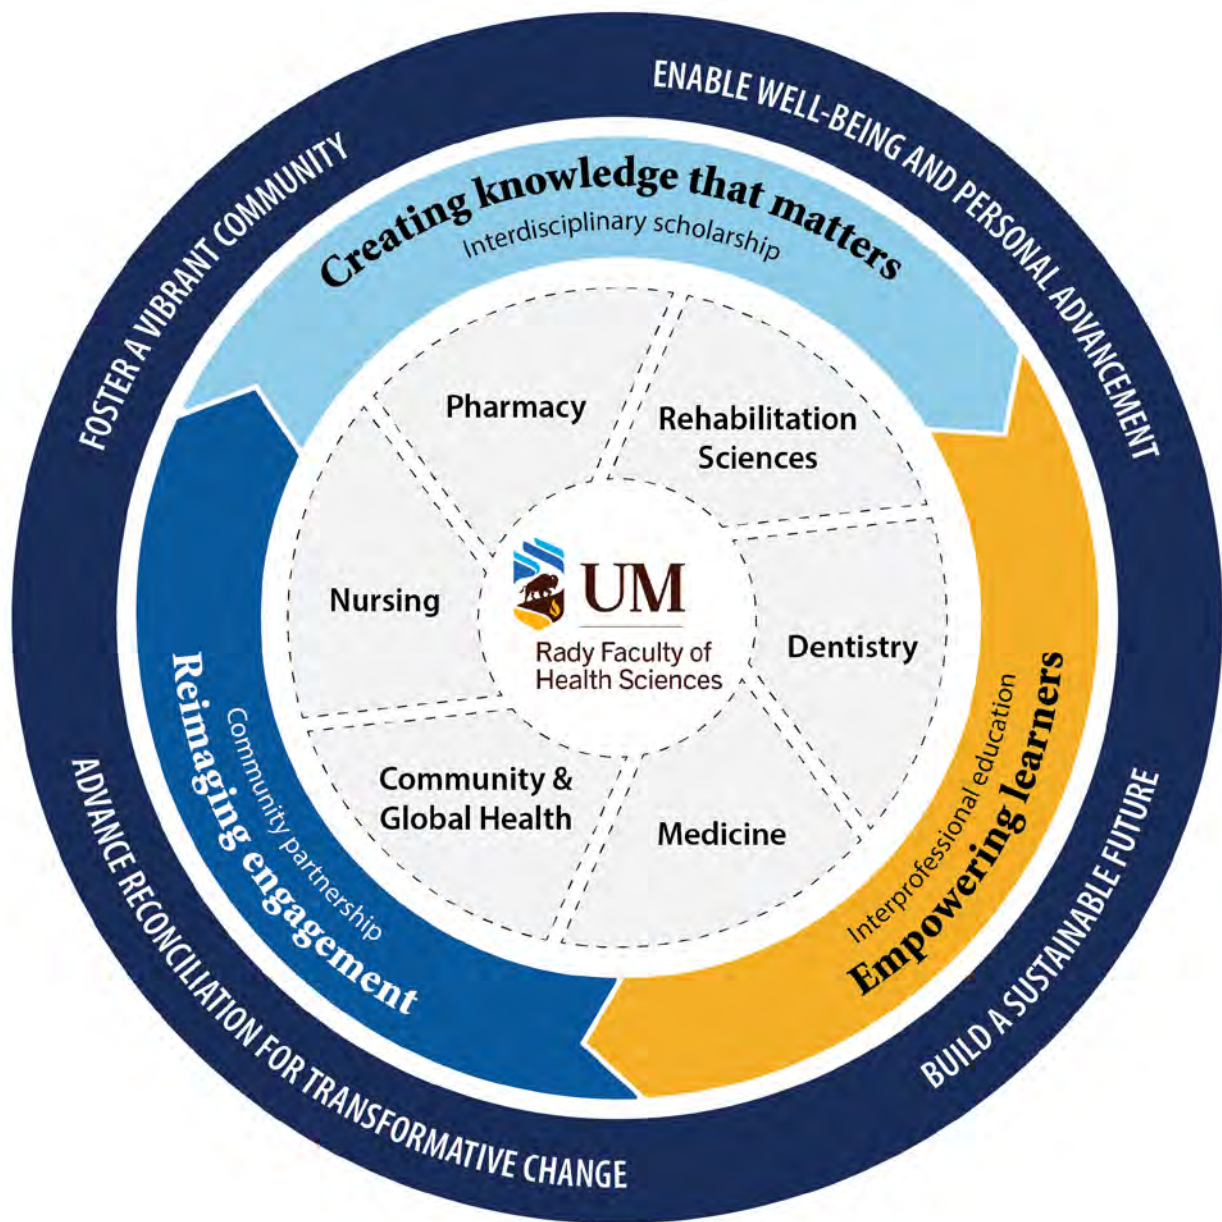 ENABLE WELL-BEING AND PERSONAL ADVANCEMENT
FOSTER A VIBRANT COMMUNITY
Creating knowledge that matters
Interdisciplinary scholarship
Pharmacy
Rehabilitation
Sciences
Nursing
UM
Rady Faculty of
Health Sciences
Dentistry
Community &
Global Health
Medicine
Reimaging engagement
Community partnership
Interprofessional education
Empowering learners
ADVANCE RECONCILIATION FOR TRANSFORMATIVE CHANGE
BUILD A SUSTAINABLE FUTURE